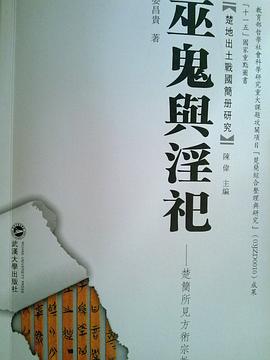 教育部哲學社會科學研究重大課題攻關項目「楚簡綜合整理與研究」(03JZD0010)成果
「十一五」國家重點圖書
【楚地出土戰國簡册研究】
陳偉 主編
晏昌貴 著
巫鬼與淫祀
——楚簡所見方術宗教
武漢大學出版社